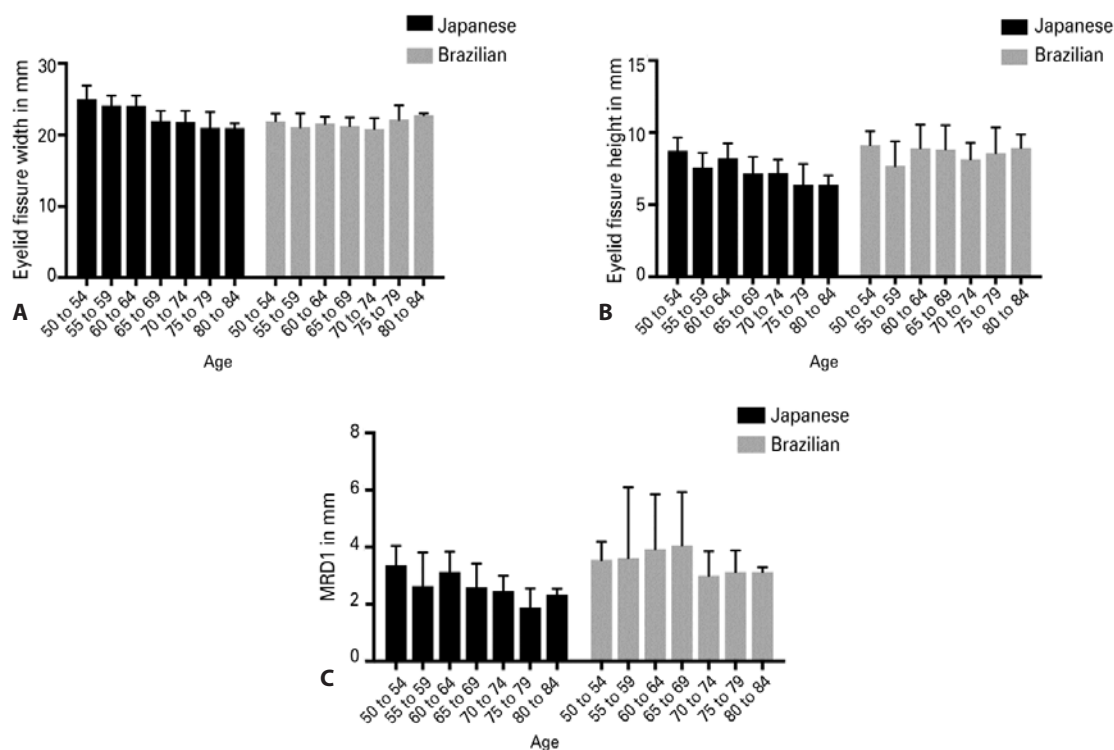 Japanese
Brazilian
Eyelid fissure width in mm
30
20
10
0
50 to 54
55 to 59
60 to 64
65 to 69
70 to 74
75 to 79
80 to 84
50 to 54
55 to 59
60 to 64
65 to 69
70 to 74
75 to 79
80 to 84
Age
A
Japanese
Brazilian
Eyelid fissure height in mm
15
10
5
0
50 to 54
55 to 59
60 to 64
65 to 69
70 to 74
75 to 79
80 to 84
50 to 54
55 to 59
60 to 64
65 to 69
70 to 74
75 to 79
80 to 84
Age
B
Japanese
Brazilian
MRD1 in mm
8
6
4
2
0
50 to 54
55 to 59
60 to 64
65 to 69
70 to 74
75 to 79
80 to 84
50 to 54
55 to 59
60 to 64
65 to 69
70 to 74
75 to 79
80 to 84
C